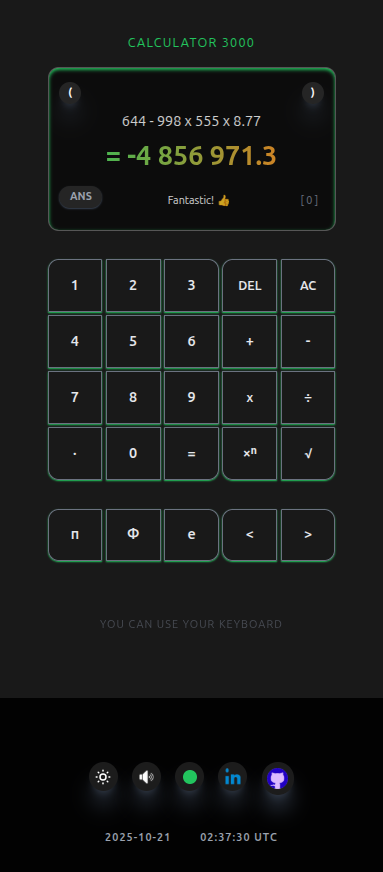 CALCULATOR 3000
( )
644 - 998 x 555 x 8.77
= -4 856 971.3
ANS Fantastic! 👍 [ 0 ]
1 2 3 DEL AC
4 5 6 + -
7 8 9 x ÷
· 0 = ×ⁿ √
п Ф e < >
YOU CAN USE YOUR KEYBOARD
in
2025-10-21 02:37:30 UTC